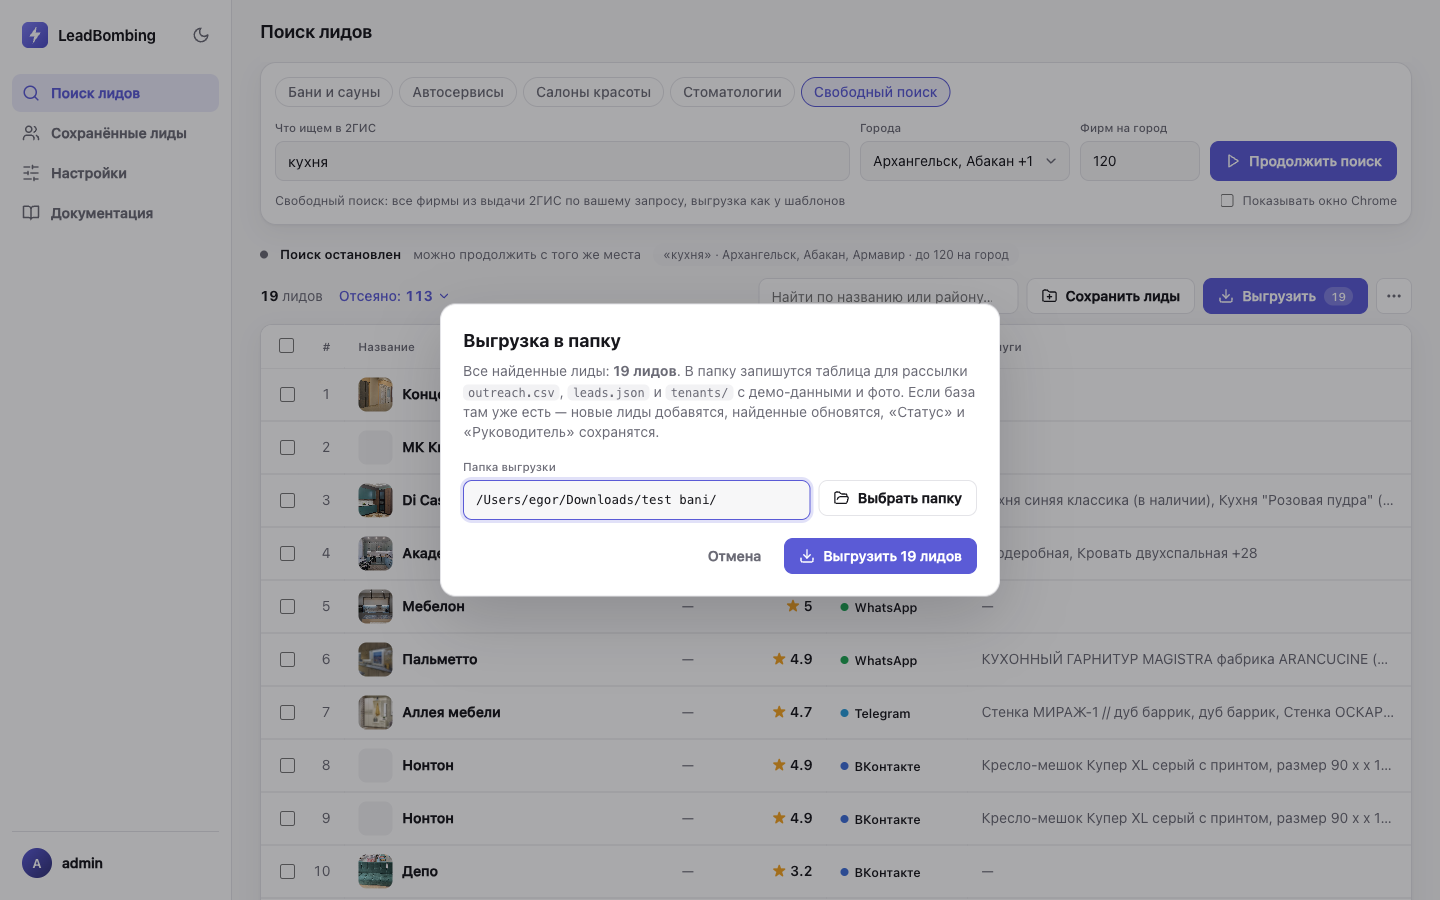 LeadBombing
Поиск лидов
Сохранённые лиды
Настройки
Документация
A admin
Поиск лидов
Бани и сауны
Автосервисы
Салоны красоты
Стоматологии
Свободный поиск
Что ищем в 2ГИС
Города
Фирм на город
кухня
Архангельск, Абакан +1
120
Продолжить поиск
Свободный поиск: все фирмы из выдачи 2ГИС по вашему запросу, выгрузка как у шаблонов
Показывать окно Chrome
Поиск остановлен можно продолжить с того же места «кухня» · Архангельск, Абакан, Армавир · до 120 на город
19 лидов Отсеяно: 113
Найти по названию или району...
Сохранить лиды
Выгрузить 19
# Название
1
2 МК
3 Di
4
Выгрузка в папку
Все найденные лиды: 19 лидов. В папку запишутся таблица для рассылки
outreach.csv, leads.json и tenants/ с демо-данными и фото. Если база
там уже есть — новые лиды добавятся, найденные обновятся, «Статус» и
«Руководитель» сохранятся.
Папка выгрузки
/Users/egor/Downloads/test bani/
Выбрать папку
Отмена
Выгрузить 19 лидов
синяя классика (в наличии), Кухня "Розовая пудра" (...
Кровать двухспальная +28
5 Мебелон — 5 WhatsApp —
6 Пальметто — 4.9 WhatsApp КУХОННЫЙ ГАРНИТУР MAGISTRA фабрика ARANCUCINE (...
7 Аллея мебели — 4.7 Telegram Стенка МИРАЖ-1 // дуб баррик, дуб баррик, Стенка ОСКАР...
8 Нонтон — 4.9 ВКонтакте Кресло-мешок Купер XL серый с принтом, размер 90 х х 1...
9 Нонтон — 4.9 ВКонтакте Кресло-мешок Купер XL серый с принтом, размер 90 х х 1...
10 Депо — 3.2 ВКонтакте —